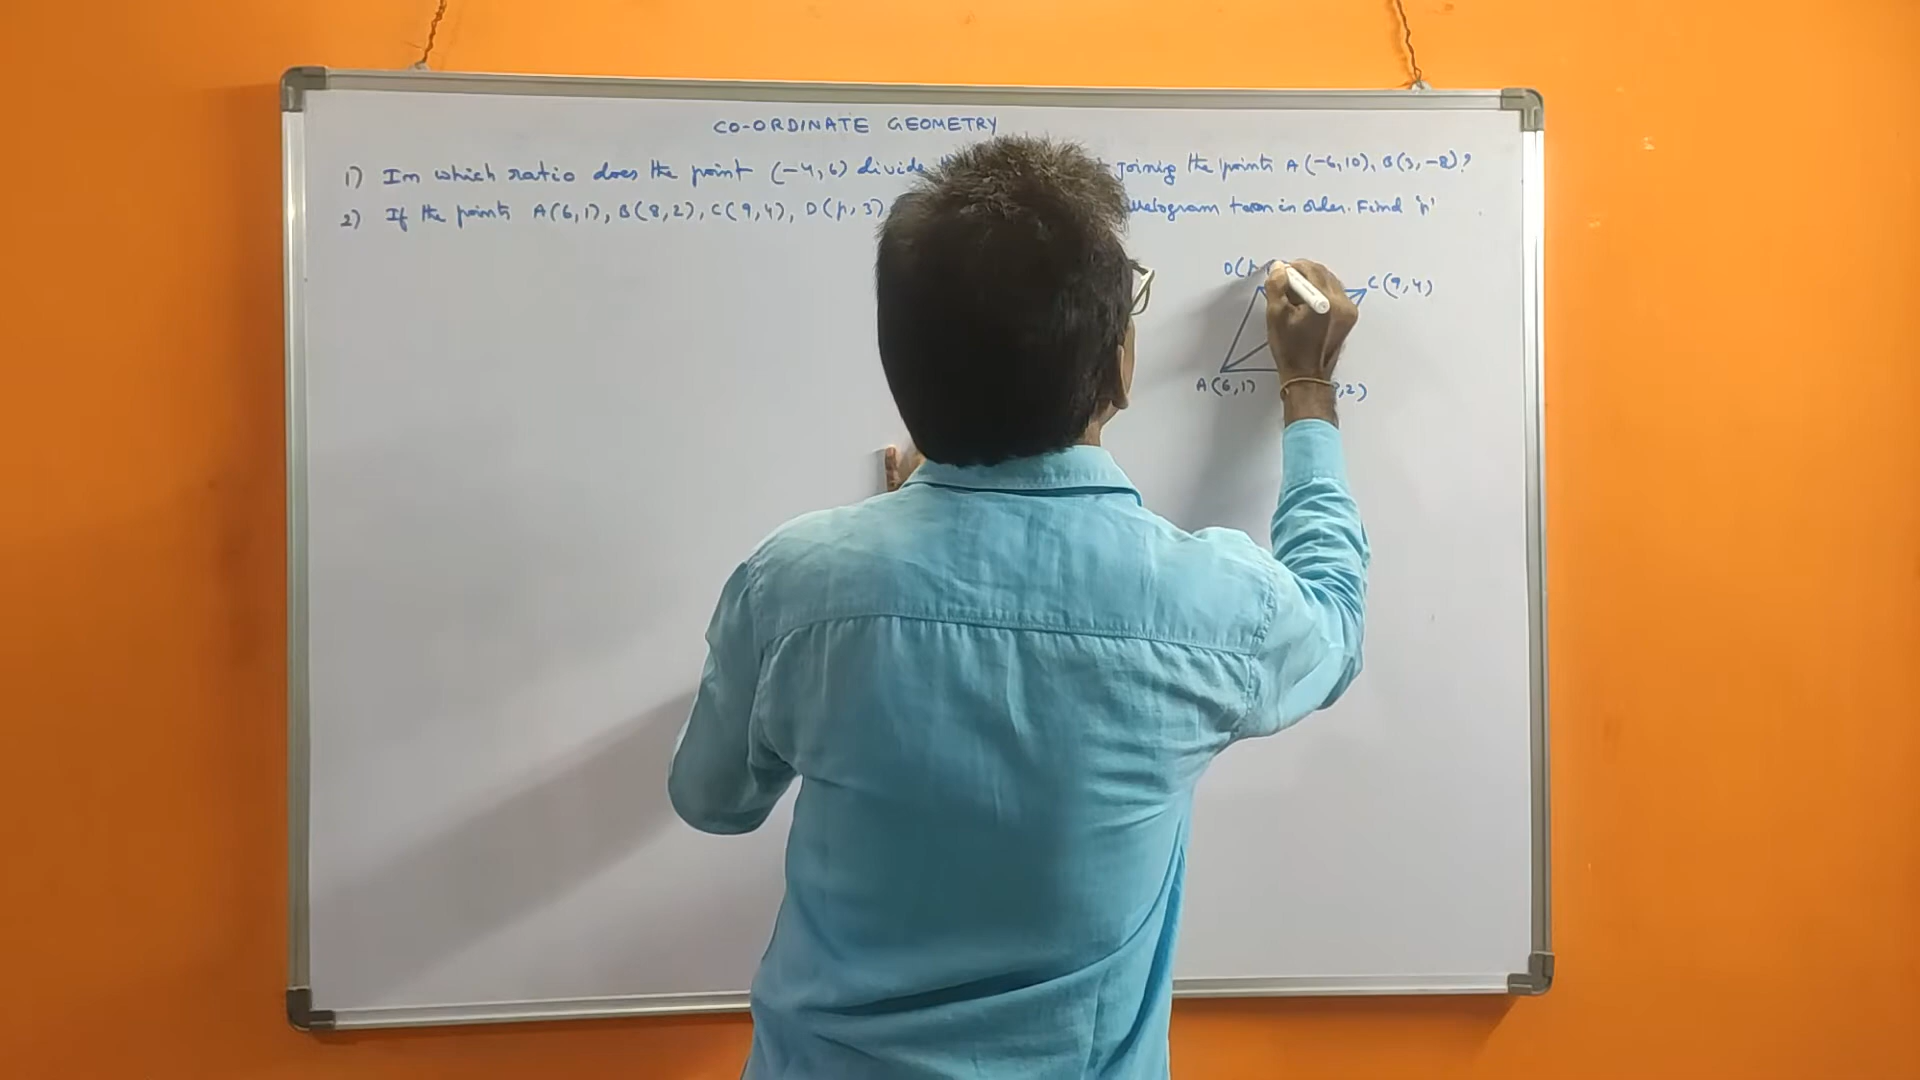 CO-ORDINATE GEOMETRY
1) In which ratio does the point (-4,6) divide joining the points A(-6,10), B(3,-8)?
2) If the points A(6,1), B(8,2), C(9,4), D(p,3) in order. Find 'p'
D(p
C(9,4)
A(6,1) ,2)